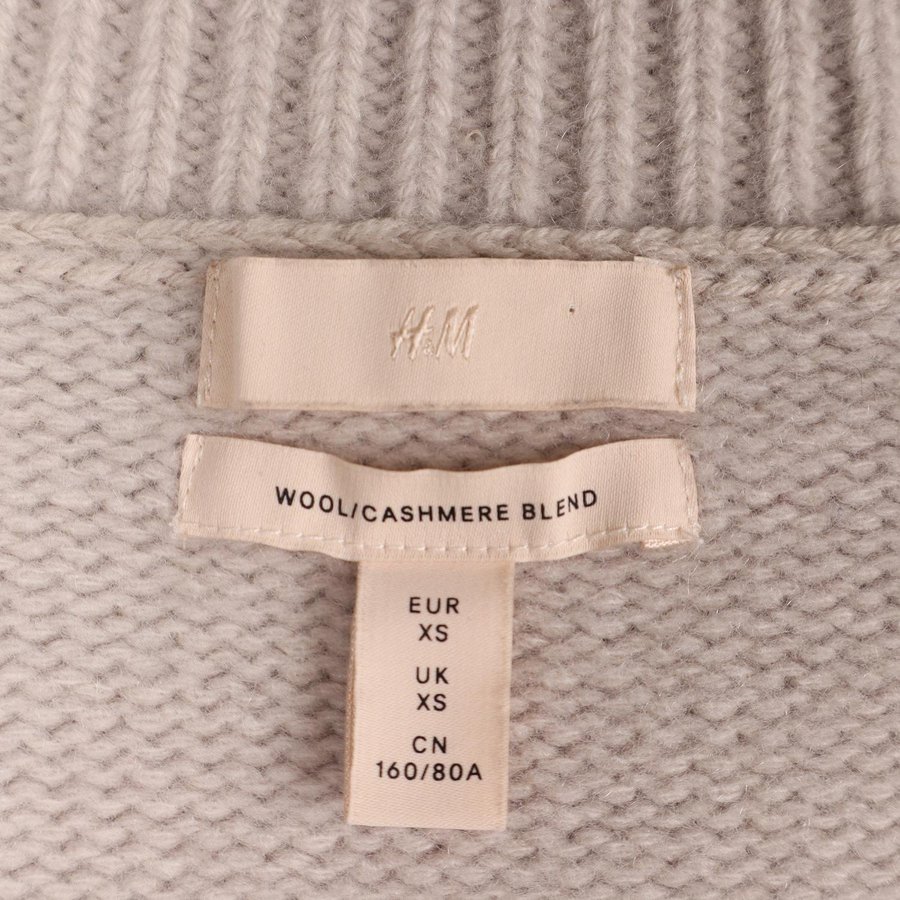 H&M
WOOL/CASHMERE BLEND
EUR
XS
UK
XS
CN
160/80A